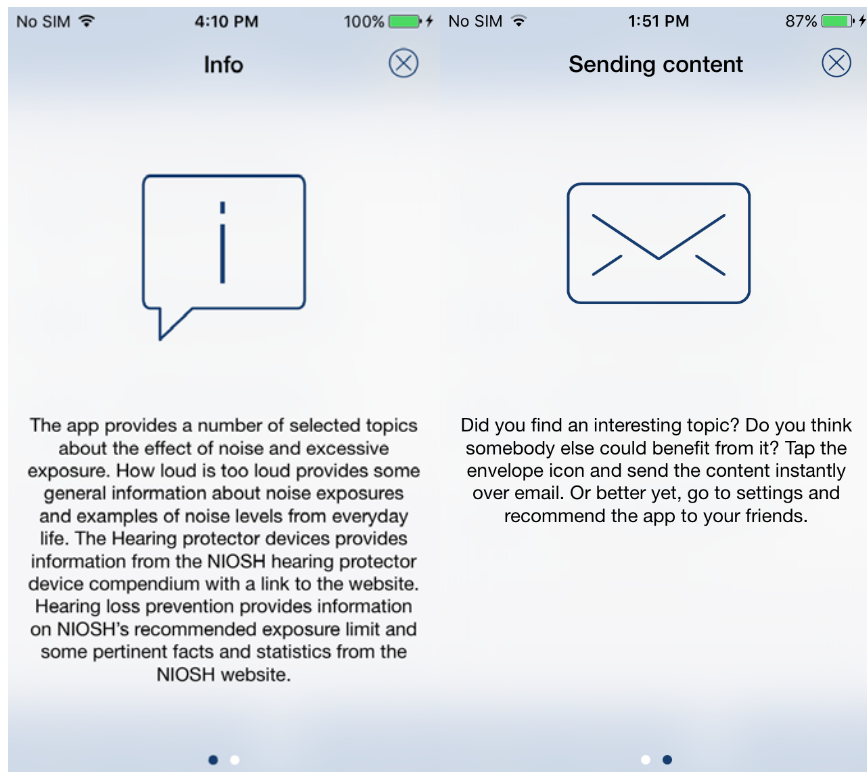 No SIM 4:10 PM 100%
Info
i
The app provides a number of selected topics
about the effect of noise and excessive
exposure. How loud is too loud provides some
general information about noise exposures
and examples of noise levels from everyday
life. The Hearing protector devices provides
information from the NIOSH hearing protector
device compendium with a link to the website.
Hearing loss prevention provides information
on NIOSH's recommended exposure limit and
some pertinent facts and statistics from the
NIOSH website.
No SIM 1:51 PM 87%
Sending content
Did you find an interesting topic? Do you think
somebody else could benefit from it? Tap the
envelope icon and send the content instantly
over email. Or better yet, go to settings and
recommend the app to your friends.